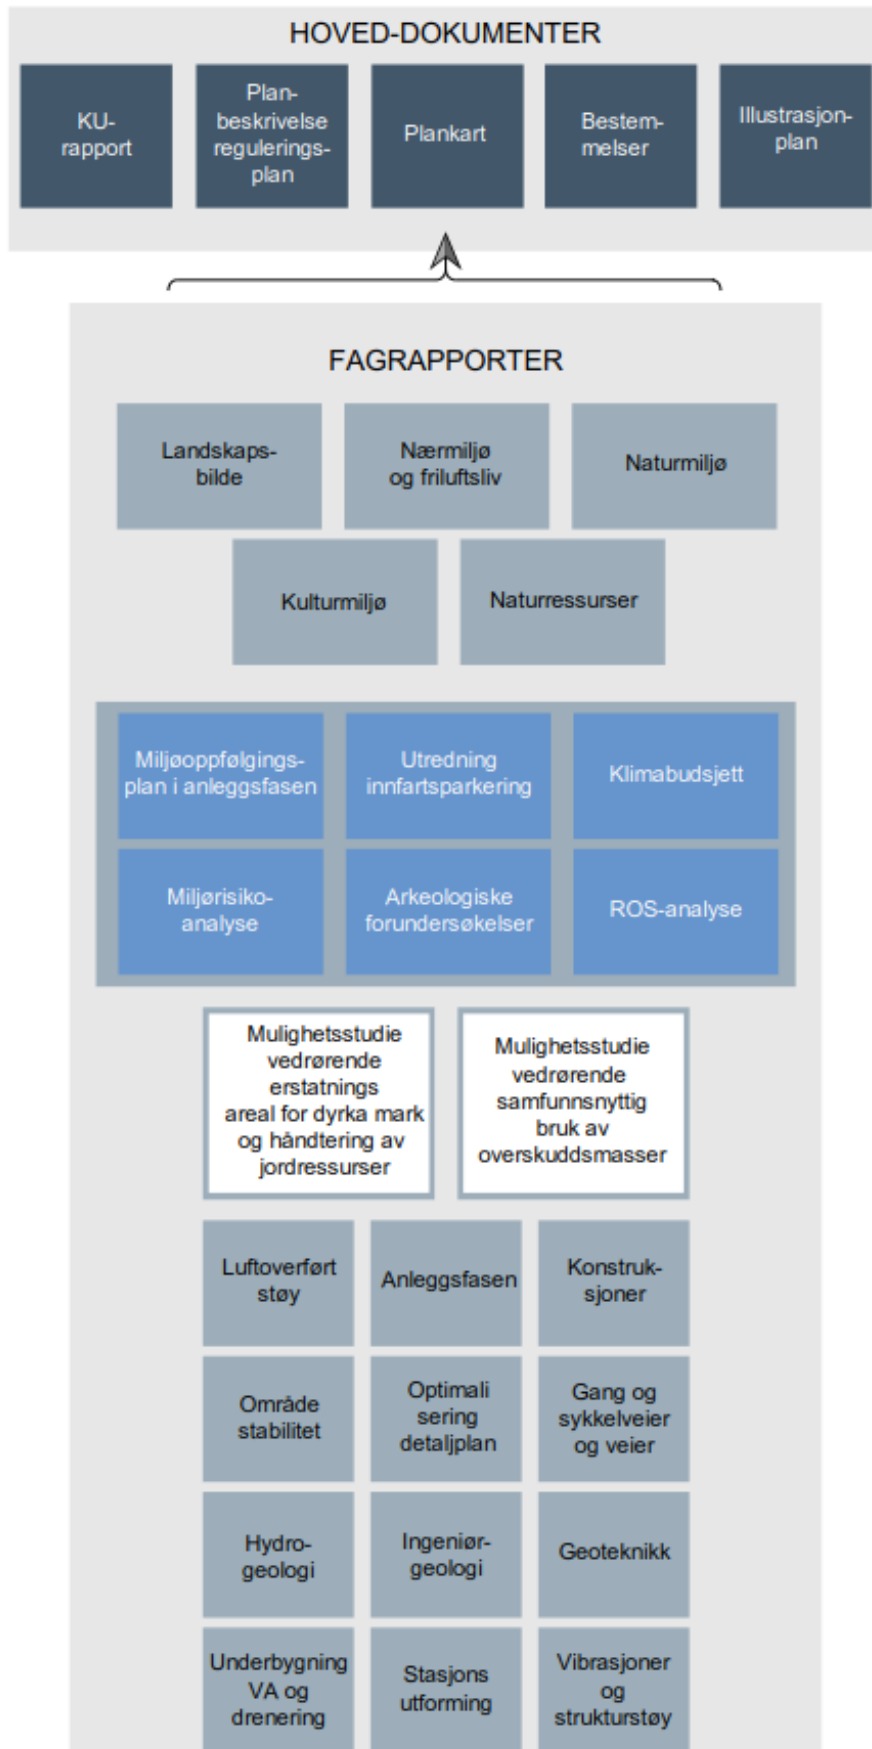 HOVED-DOKUMENTER
KU-
rapport
Plan-
beskrivelse
regulerings-
plan
Plankart
Bestem-
melser
Illustrasjon-
plan
FAGRAPPORTER
Landskaps-
bilde
Nærmiljø
og friluftsliv
Naturmiljø
Kulturmiljø
Naturressurser
Miljøoppfølgings-
plan i anleggsfasen
Utredning
innfartsparkering
Klimabudsjett
Miljørisiko-
analyse
Arkeologiske
forundersøkelser
ROS-analyse
Mulighetsstudie
vedrørende
erstatnings
areal for dyrka mark
og håndtering av
jordressurser
Mulighetsstudie
vedrørende
samfunnsnyttig
bruk av
overskuddsmasser
Luftoverført
støy
Anleggsfasen
Konstruk-
sjoner
Område
stabilitet
Optimali
sering
detaljplan
Gang og
sykkelveier
og veier
Hydro-
geologi
Ingeniør-
geologi
Geoteknikk
Underbygning
VA og
drenering
Stasjons
utforming
Vibrasjoner
og
strukturstøy